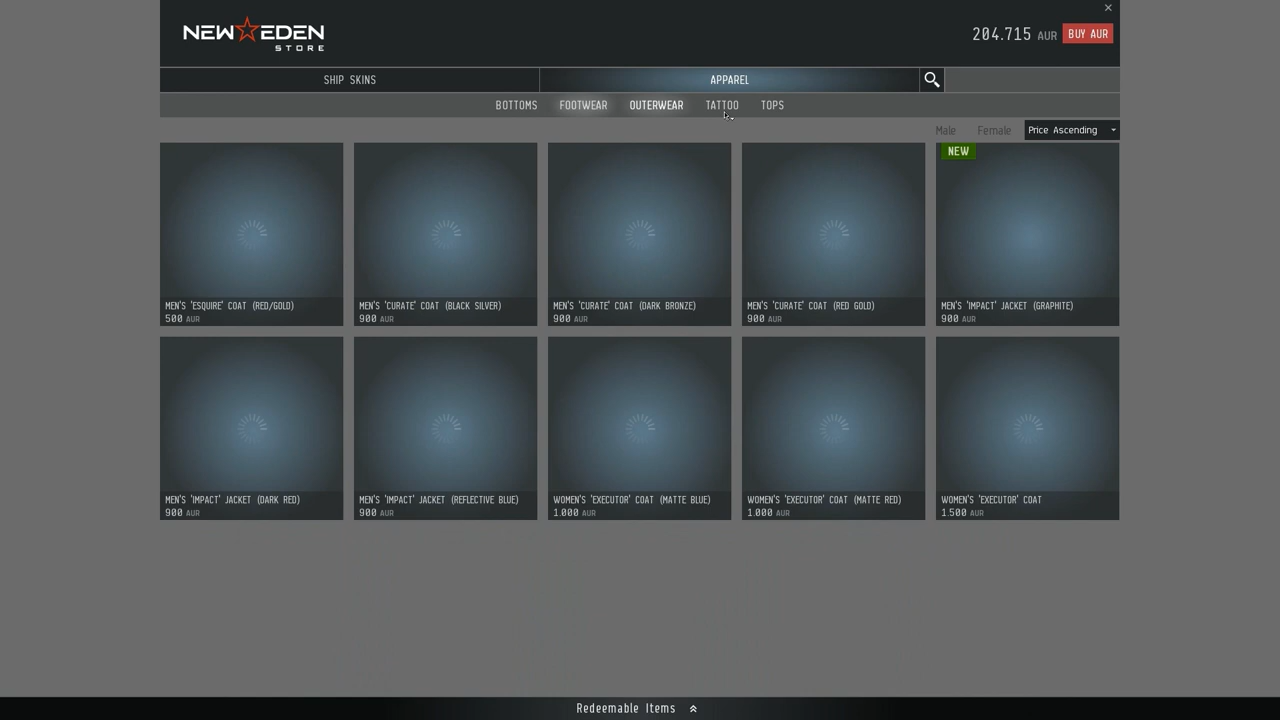 NEW EDEN
STORE
204.715 AUR
BUY AUR
SHIP SKINS
APPAREL
BOTTOMS
FOOTWEAR
OUTERWEAR
TATTOO
TOPS
Male
Female
Price Ascending
NEW
MEN'S 'ESQUIRE' COAT (RED/GOLD)
500 AUR
MEN'S 'CURATE' COAT (BLACK SILVER)
900 AUR
MEN'S 'CURATE' COAT (DARK BRONZE)
900 AUR
MEN'S 'CURATE' COAT (RED GOLD)
900 AUR
MEN'S 'IMPACT' JACKET (GRAPHITE)
900 AUR
MEN'S 'IMPACT' JACKET (DARK RED)
900 AUR
MEN'S 'IMPACT' JACKET (REFLECTIVE BLUE)
900 AUR
WOMEN'S 'EXECUTOR' COAT (MATTE BLUE)
1.000 AUR
WOMEN'S 'EXECUTOR' COAT (MATTE RED)
1.000 AUR
WOMEN'S 'EXECUTOR' COAT
1.500 AUR
Redeemable Items